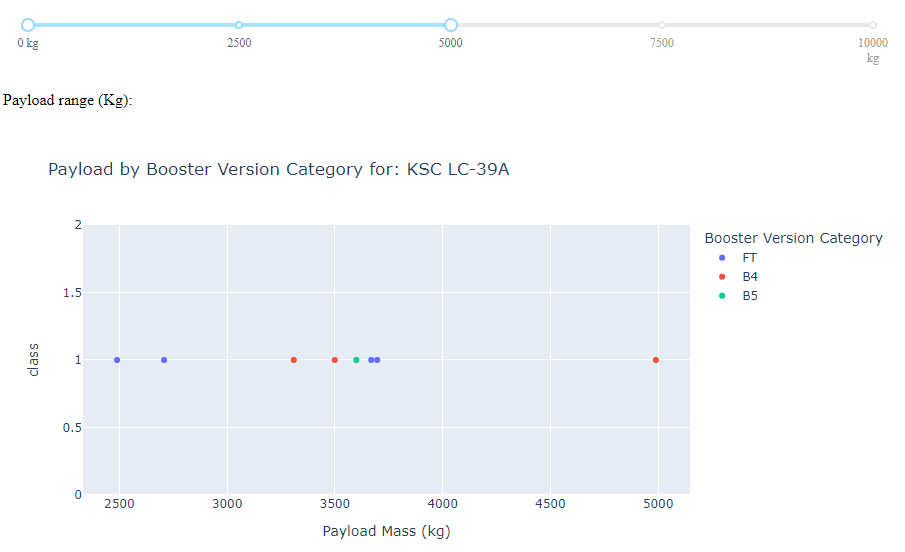 0 kg 2500 5000 7500 10000
kg
Payload range (Kg):
Payload by Booster Version Category for: KSC LC-39A
2
1.5
1
0.5
0
class
2500 3000 3500 4000 4500 5000
Payload Mass (kg)
Booster Version Category
FT
B4
B5